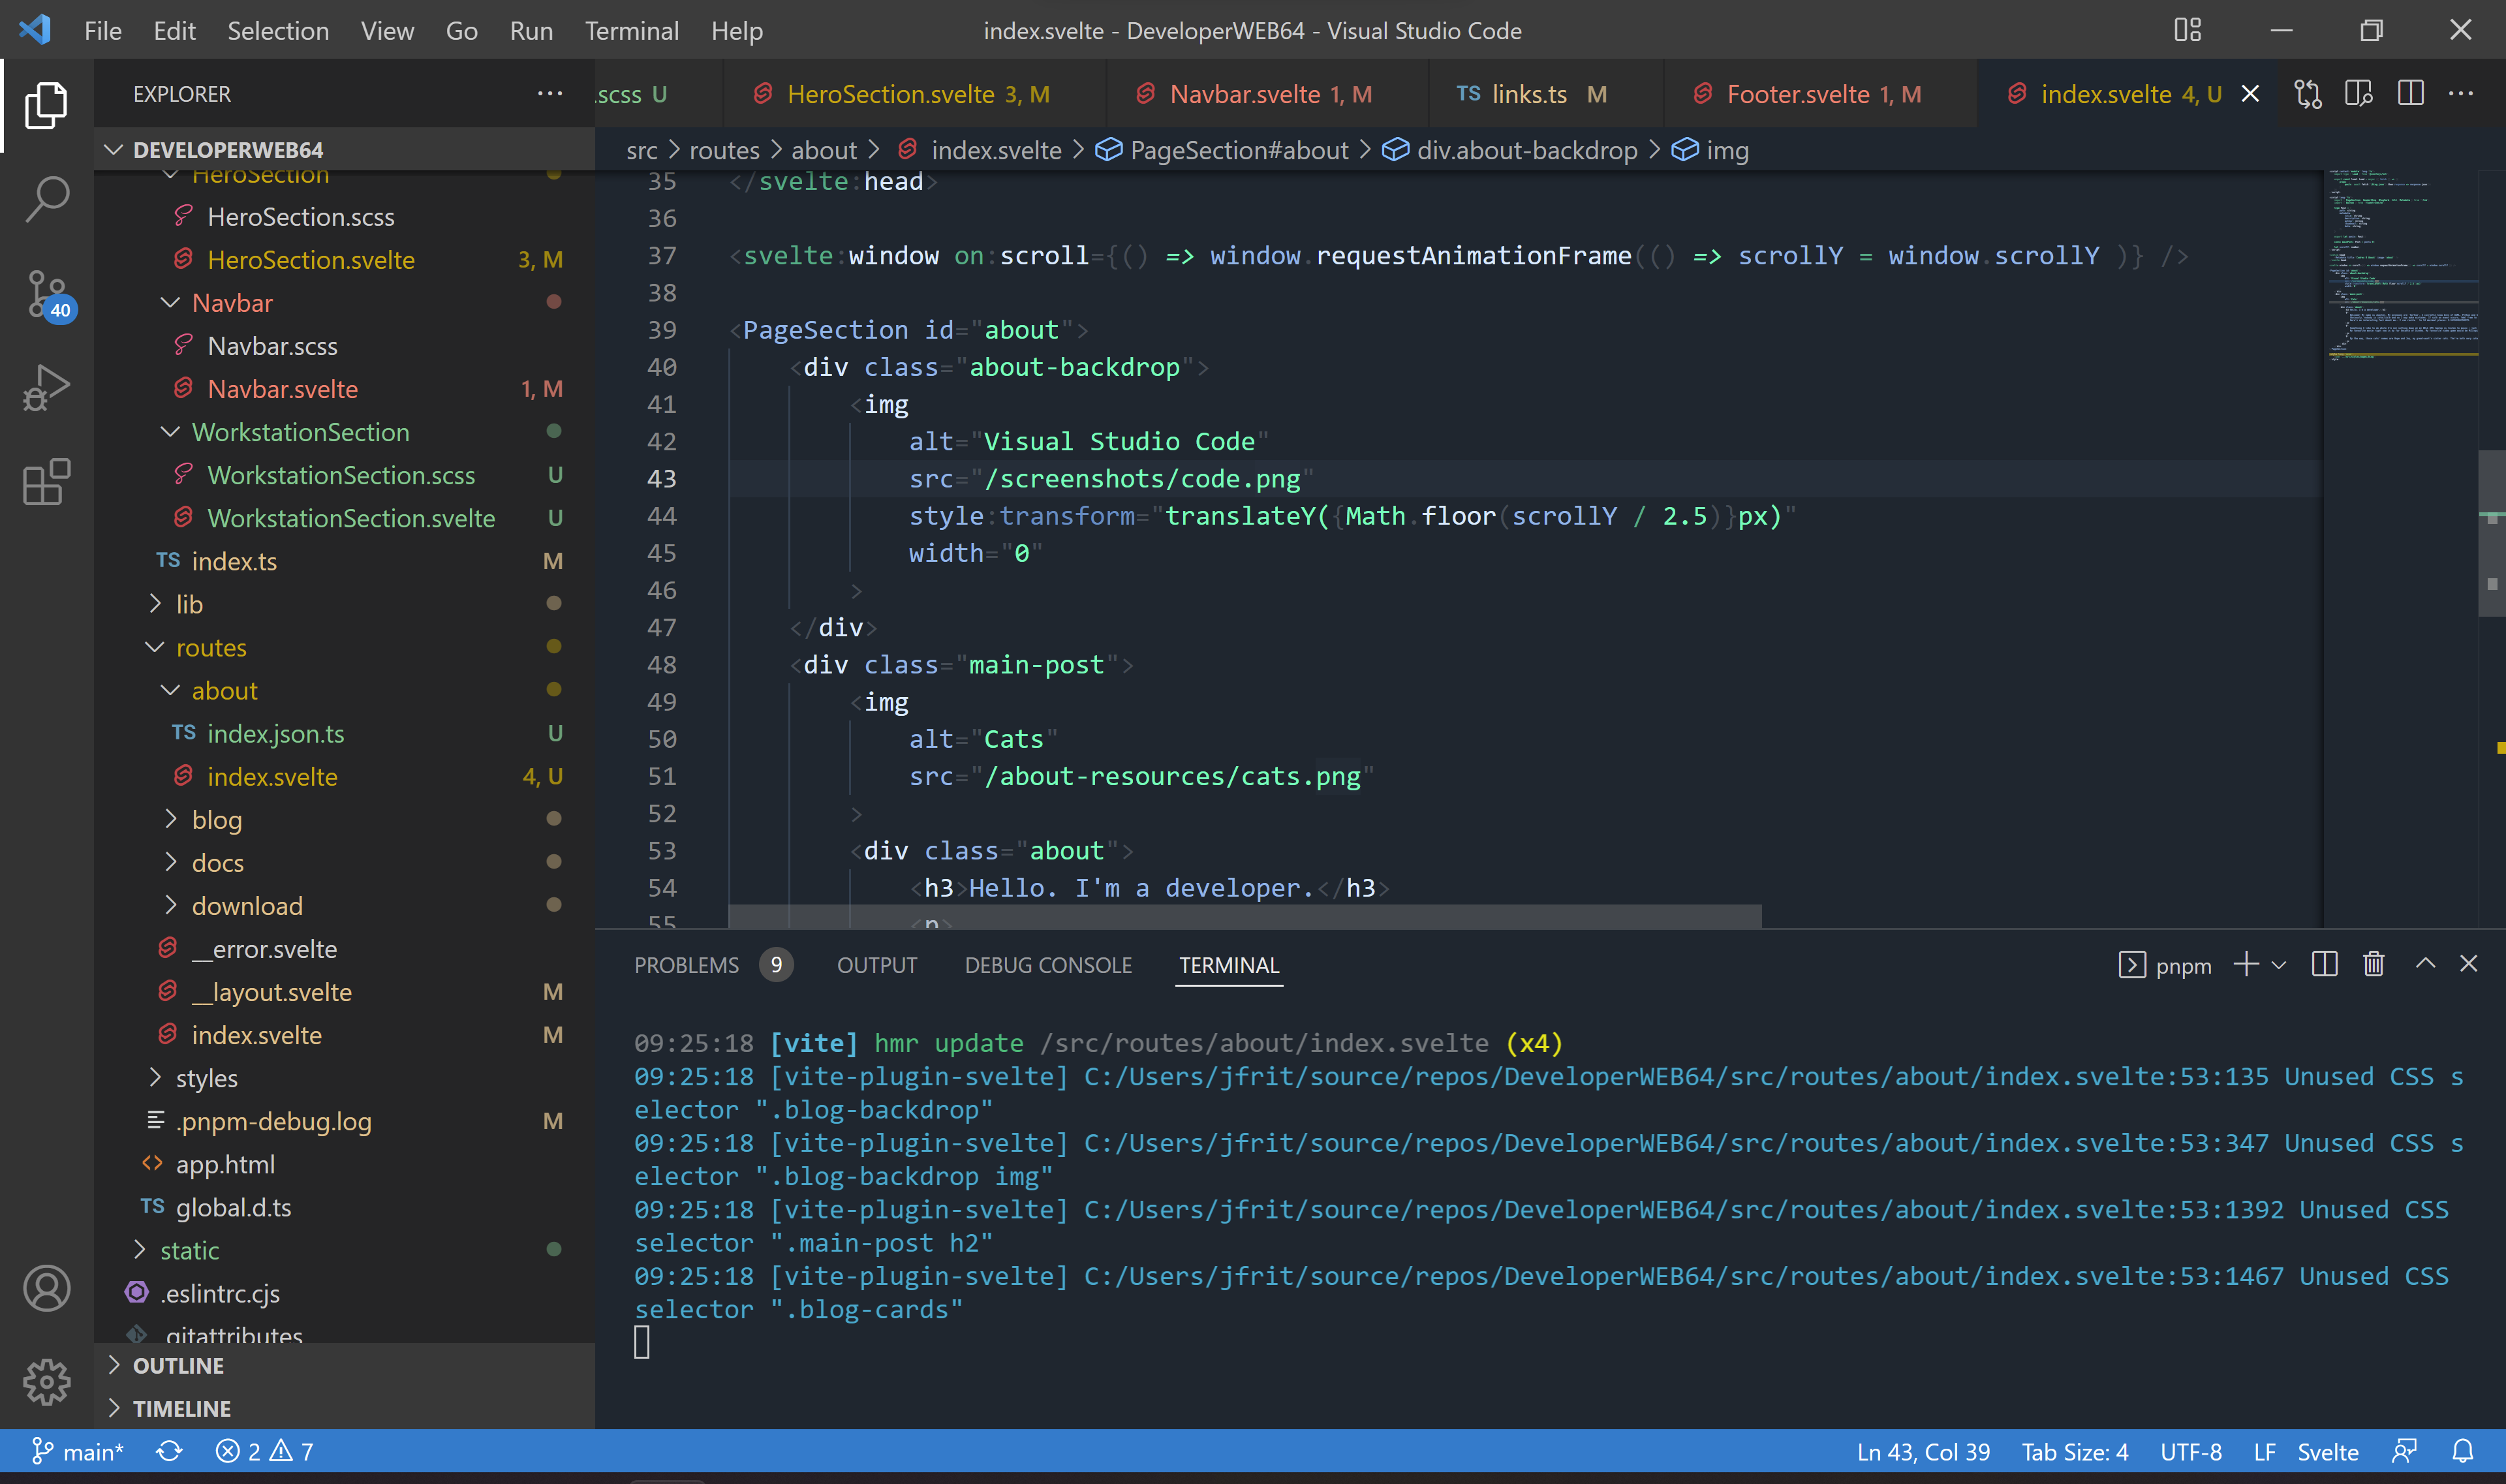 File Edit Selection View Go Run Terminal Help
index.svelte - DeveloperWEB64 - Visual Studio Code
EXPLORER
DEVELOPERWEB64
HeroSection
HeroSection.scss
HeroSection.svelte 3, M
Navbar
Navbar.scss
Navbar.svelte 1, M
WorkstationSection
WorkstationSection.scss U
WorkstationSection.svelte U
TS index.ts M
lib
routes
about
TS index.json.ts U
index.svelte 4, U
blog
docs
download
__error.svelte
__layout.svelte M
index.svelte M
styles
.pnpm-debug.log M
<> app.html
TS global.d.ts
static
.eslintrc.cjs
.gitattributes
OUTLINE
TIMELINE
40
.scss U
HeroSection.svelte 3, M
Navbar.svelte 1, M
TS links.ts M
Footer.svelte 1, M
index.svelte 4, U
src > routes > about > index.svelte > PageSection#about > div.about-backdrop > img
35 </svelte:head>
36
37 <svelte:window on:scroll={() => window.requestAnimationFrame(() => scrollY = window.scrollY )} />
38
39 <PageSection id="about">
40 <div class="about-backdrop">
41 <img
42 alt="Visual Studio Code"
43 src="/screenshots/code.png"
44 style:transform="translateY({Math.floor(scrollY / 2.5)}px)"
45 width="0"
46 >
47 </div>
48 <div class="main-post">
49 <img
50 alt="Cats"
51 src="/about-resources/cats.png"
52 >
53 <div class="about">
54 <h3>Hello. I'm a developer.</h3>
55 <p>
PROBLEMS 9 OUTPUT DEBUG CONSOLE TERMINAL
pnpm
09:25:18 [vite] hmr update /src/routes/about/index.svelte (x4)
09:25:18 [vite-plugin-svelte] C:/Users/jfrit/source/repos/DeveloperWEB64/src/routes/about/index.svelte:53:135 Unused CSS s
elector ".blog-backdrop"
09:25:18 [vite-plugin-svelte] C:/Users/jfrit/source/repos/DeveloperWEB64/src/routes/about/index.svelte:53:347 Unused CSS s
elector ".blog-backdrop img"
09:25:18 [vite-plugin-svelte] C:/Users/jfrit/source/repos/DeveloperWEB64/src/routes/about/index.svelte:53:1392 Unused CSS
selector ".main-post h2"
09:25:18 [vite-plugin-svelte] C:/Users/jfrit/source/repos/DeveloperWEB64/src/routes/about/index.svelte:53:1467 Unused CSS
selector ".blog-cards"
main* 2 7
Ln 43, Col 39 Tab Size: 4 UTF-8 LF Svelte